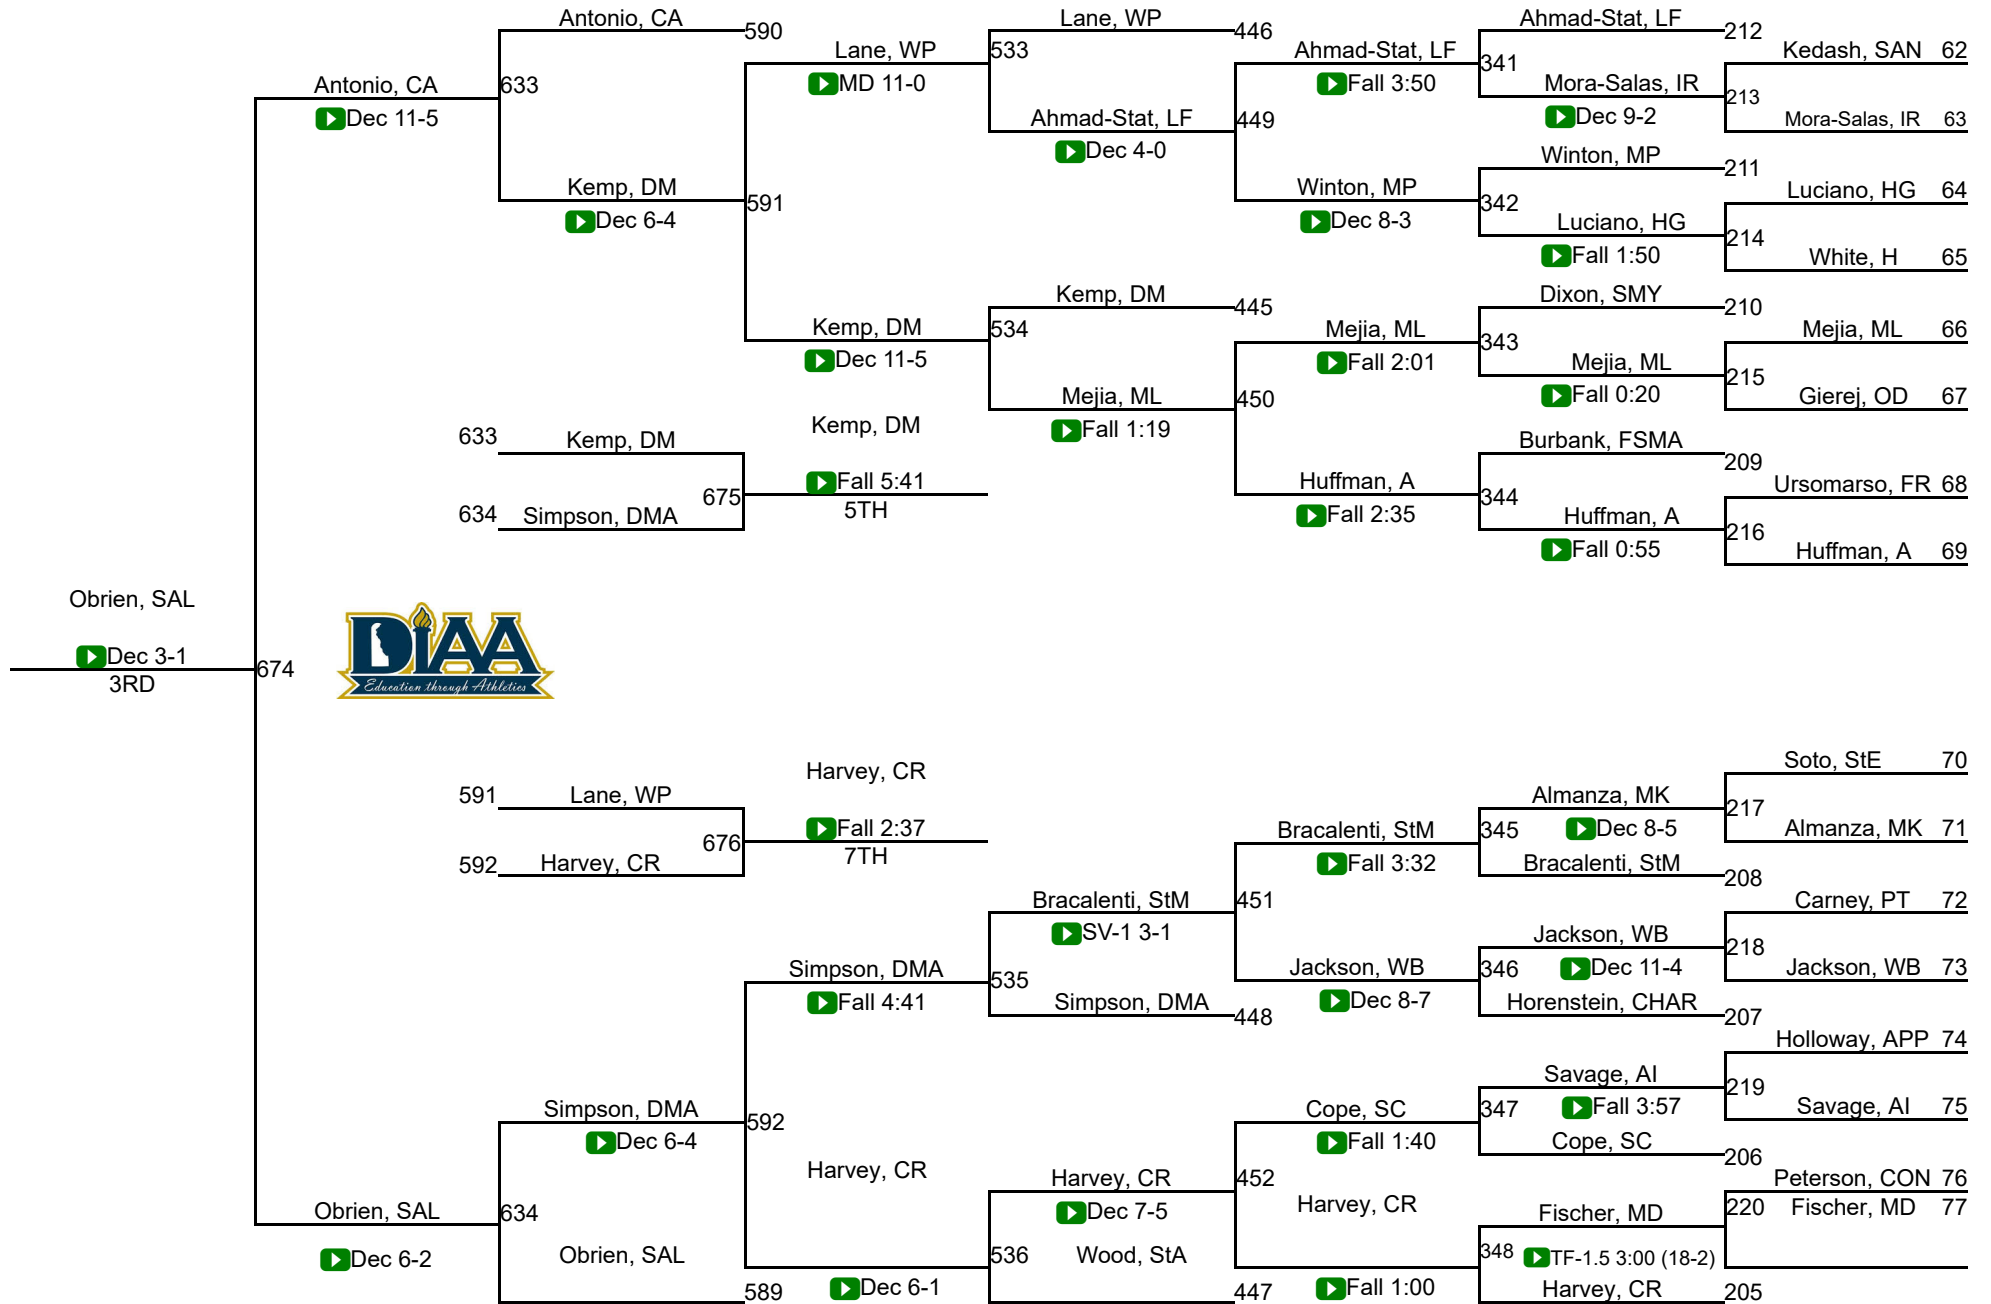 Antonio, CA
590
Lane, WP
446
Ahmad-Stat, LF
212
Lane, WP
533
Ahmad-Stat, LF
341
Kedash, SAN 62
Antonio, CA
633
MD 11-0
Fall 3:50
Mora-Salas, IR
213
Dec 11-5
Ahmad-Stat, LF
449
Dec 9-2
Mora-Salas, IR 63
Dec 4-0
Winton, MP
211
Kemp, DM
591
Winton, MP
342
Luciano, HG 64
Dec 6-4
Dec 8-3
Luciano, HG
214
Fall 1:50
White, H 65
Kemp, DM
445
Dixon, SMY
210
Kemp, DM
534
Mejia, ML
343
Mejia, ML 66
Dec 11-5
Fall 2:01
Mejia, ML
215
Mejia, ML
450
Fall 0:20
Gierej, OD 67
Kemp, DM
Fall 1:19
633
Kemp, DM
Burbank, FSMA
209
Fall 5:41
Huffman, A
344
Ursomarso, FR 68
675
5TH
634
Simpson, DMA
Fall 2:35
Huffman, A
216
Fall 0:55
Huffman, A 69
Obrien, SAL
Dec 3-1
674
3RD
DIAA
Education through Athletics
Harvey, CR
Soto, StE 70
591
Lane, WP
Almanza, MK
217
Fall 2:37
Bracalenti, StM
345
Dec 8-5
Almanza, MK 71
676
7TH
592
Harvey, CR
Fall 3:32
Bracalenti, StM
208
Bracalenti, StM
451
Carney, PT 72
SV-1 3-1
Jackson, WB
218
Simpson, DMA
535
Jackson, WB
346
Dec 11-4
Jackson, WB 73
Fall 4:41
Simpson, DMA
448
Dec 8-7
Horenstein, CHAR
207
Holloway, APP 74
Savage, AI
219
Simpson, DMA
592
Cope, SC
347
Fall 3:57
Savage, AI 75
Dec 6-4
Fall 1:40
Cope, SC
206
Harvey, CR
Harvey, CR
452
Peterson, CON 76
Obrien, SAL
634
Dec 7-5
Harvey, CR
Fischer, MD
220
Fischer, MD 77
Dec 6-2
Obrien, SAL
536
Wood, StA
348
TF-1.5 3:00 (18-2)
589
Dec 6-1
447
Fall 1:00
Harvey, CR
205